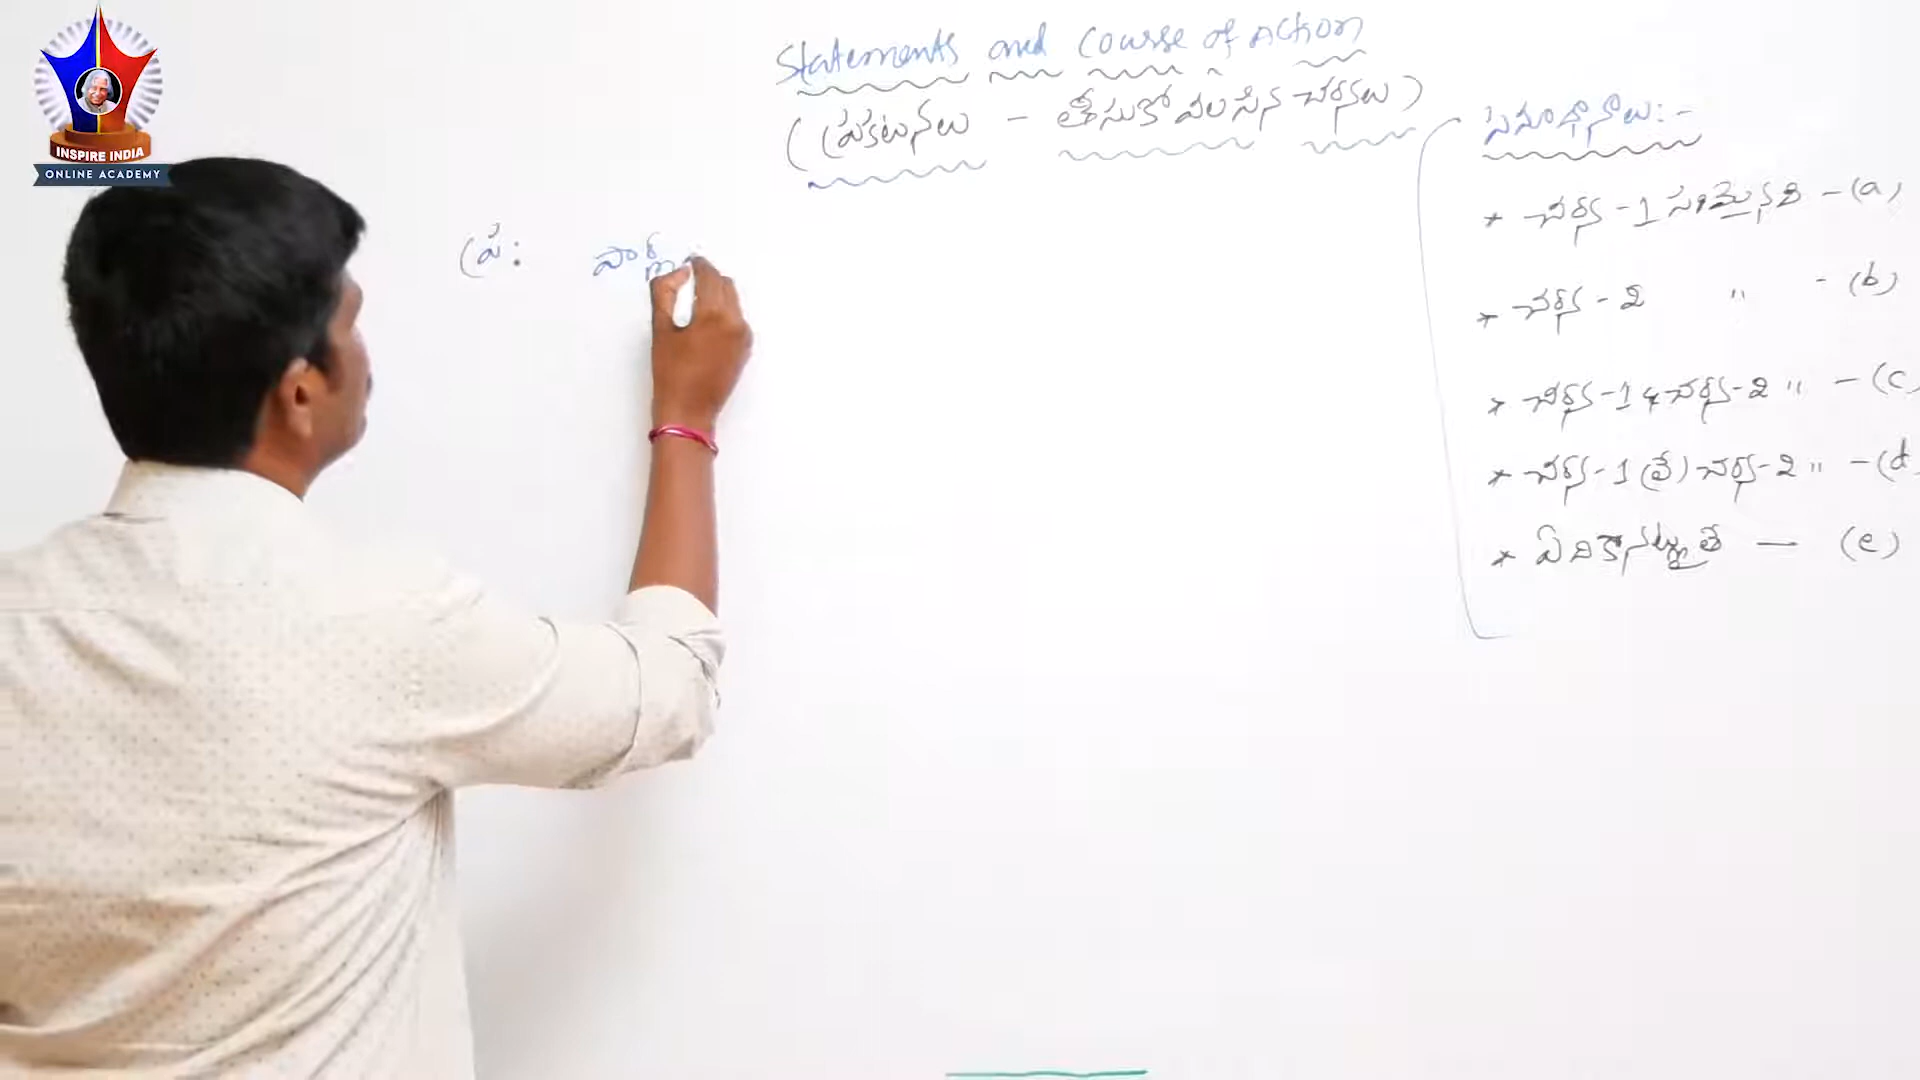 INSPIRE INDIA
ONLINE ACADEMY
Statements and Course of Action
(ప్రకటనలు - తీసుకోవలసిన చర్యలు)
ప్ర:
సమాధానాలు:-
* చర్య - 1 సరియైనది - (a)
* చర్య - 2 " - (b)
* చర్య - 1 & చర్య - 2 " - (c
* చర్య - 1 (లే) చర్య - 2 " - (d
* ఏదికానట్లైతే - (e)